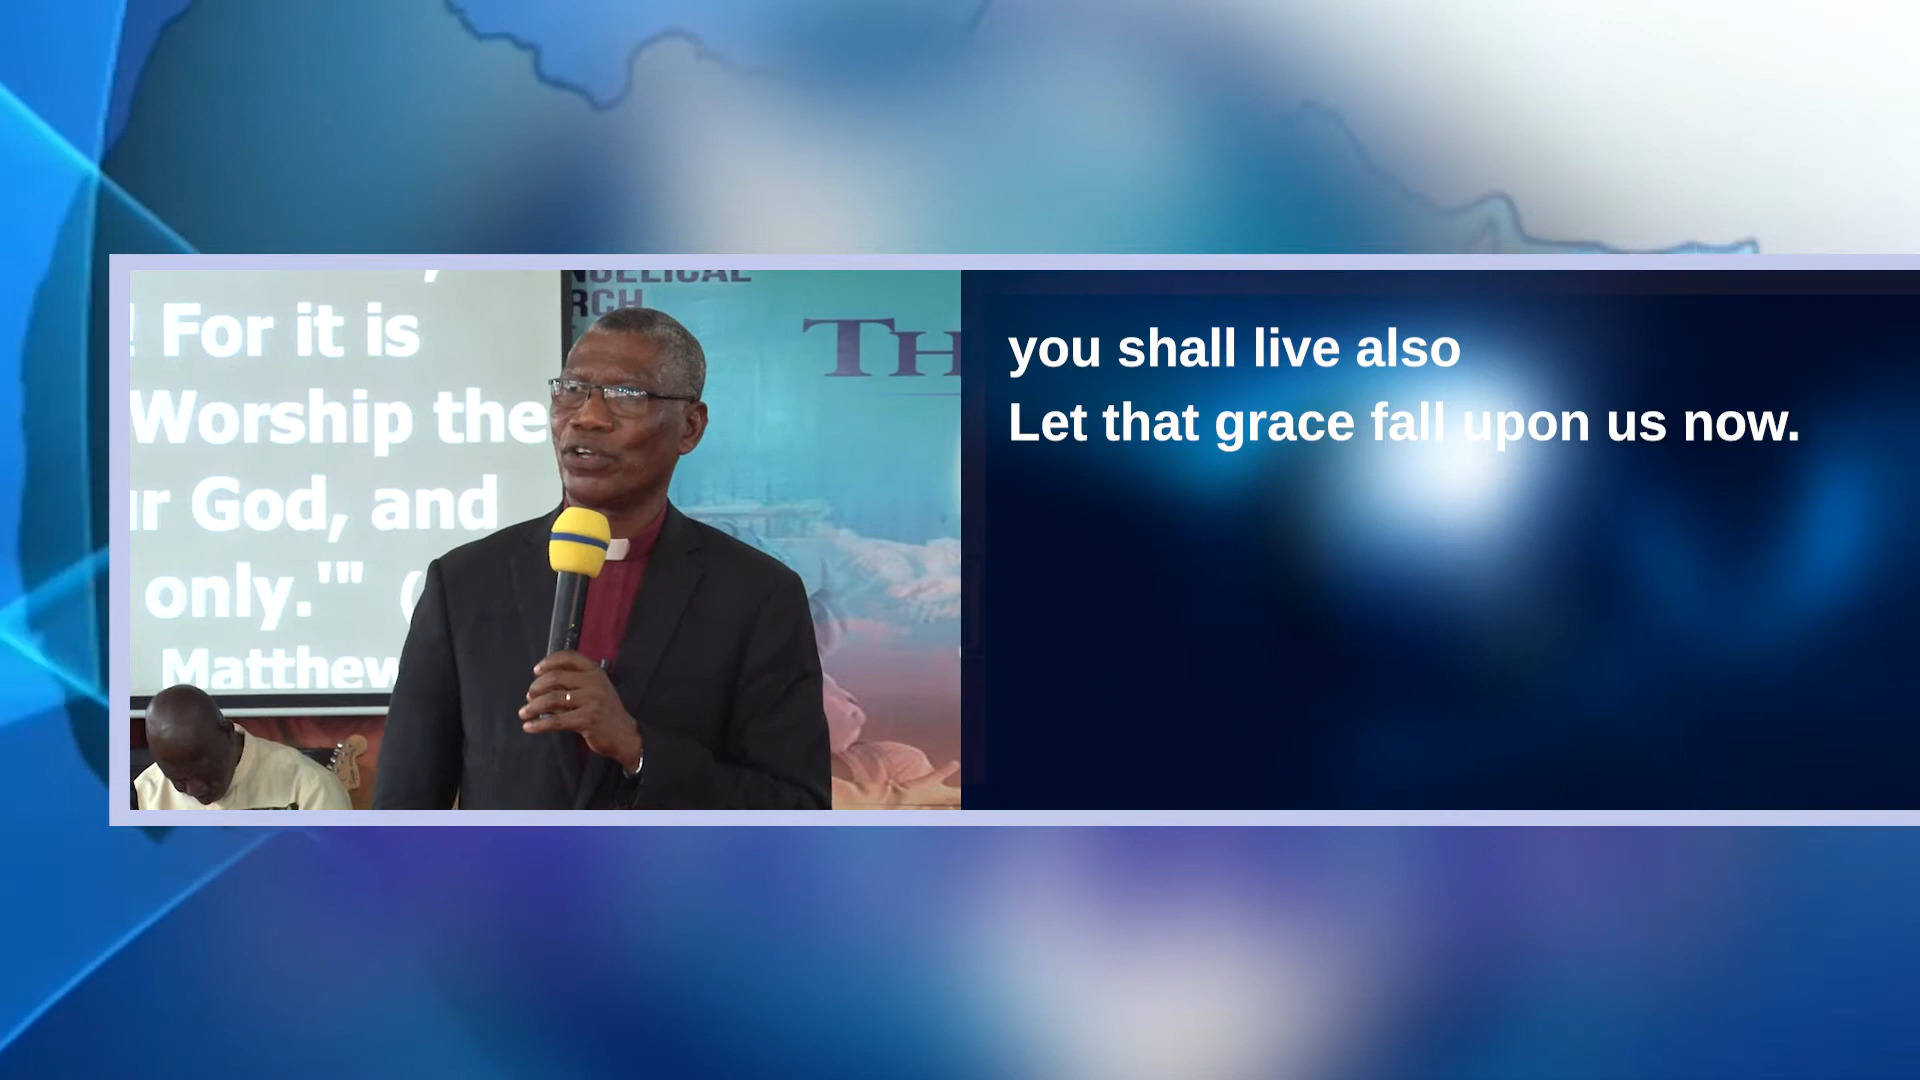 ! For it is
Worship the
r God, and
only.'" (
Matthew
RCH
TH
you shall live also
Let that grace fall upon us now.